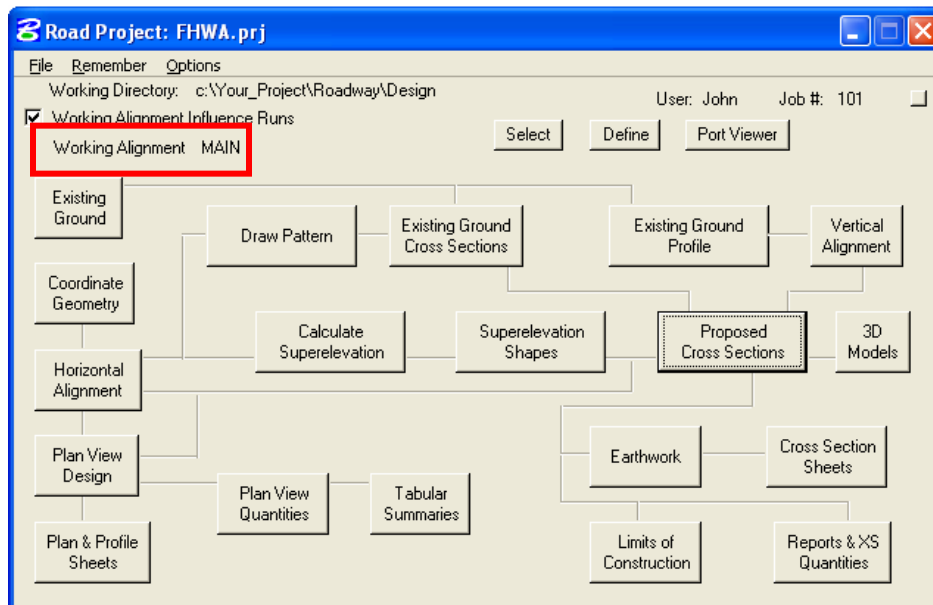 Road Project: FHWA.prj
File Remember Options
Working Directory: c:\Your_Project\Roadway\Design
User: John Job #: 101
Working Alignment Influence Runs
Select Define Port Viewer
Working Alignment MAIN
Existing
Ground
Draw Pattern
Existing Ground
Cross Sections
Existing Ground
Profile
Vertical
Alignment
Coordinate
Geometry
Calculate
Superelevation
Superelevation
Shapes
Proposed
Cross Sections
3D
Models
Horizontal
Alignment
Plan View
Design
Earthwork
Cross Section
Sheets
Plan View
Quantities
Tabular
Summaries
Plan & Profile
Sheets
Limits of
Construction
Reports & XS
Quantities